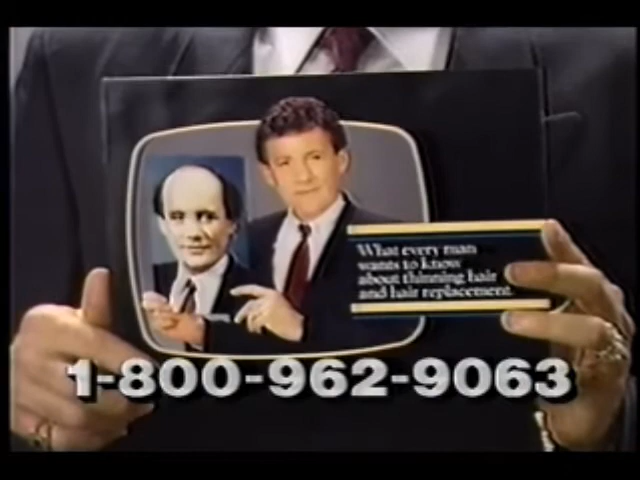 What every man
wants to know
about thinning hair
and hair replacement.
1-800-962-9063